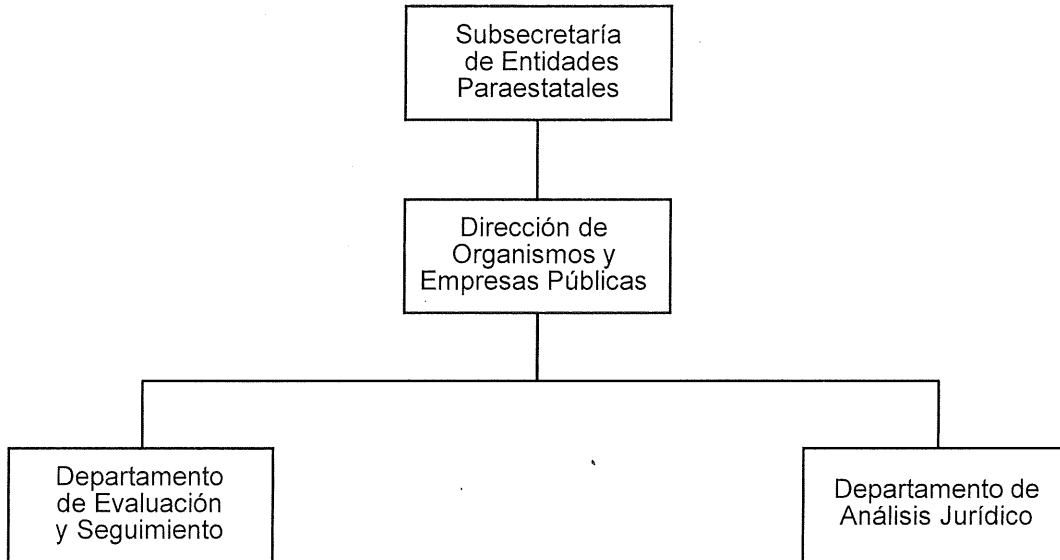 Subsecretaría
de Entidades
Paraestatales
Dirección de
Organismos y
Empresas Públicas
Departamento
de Evaluación
y Seguimiento
Departamento de
Análisis Jurídico